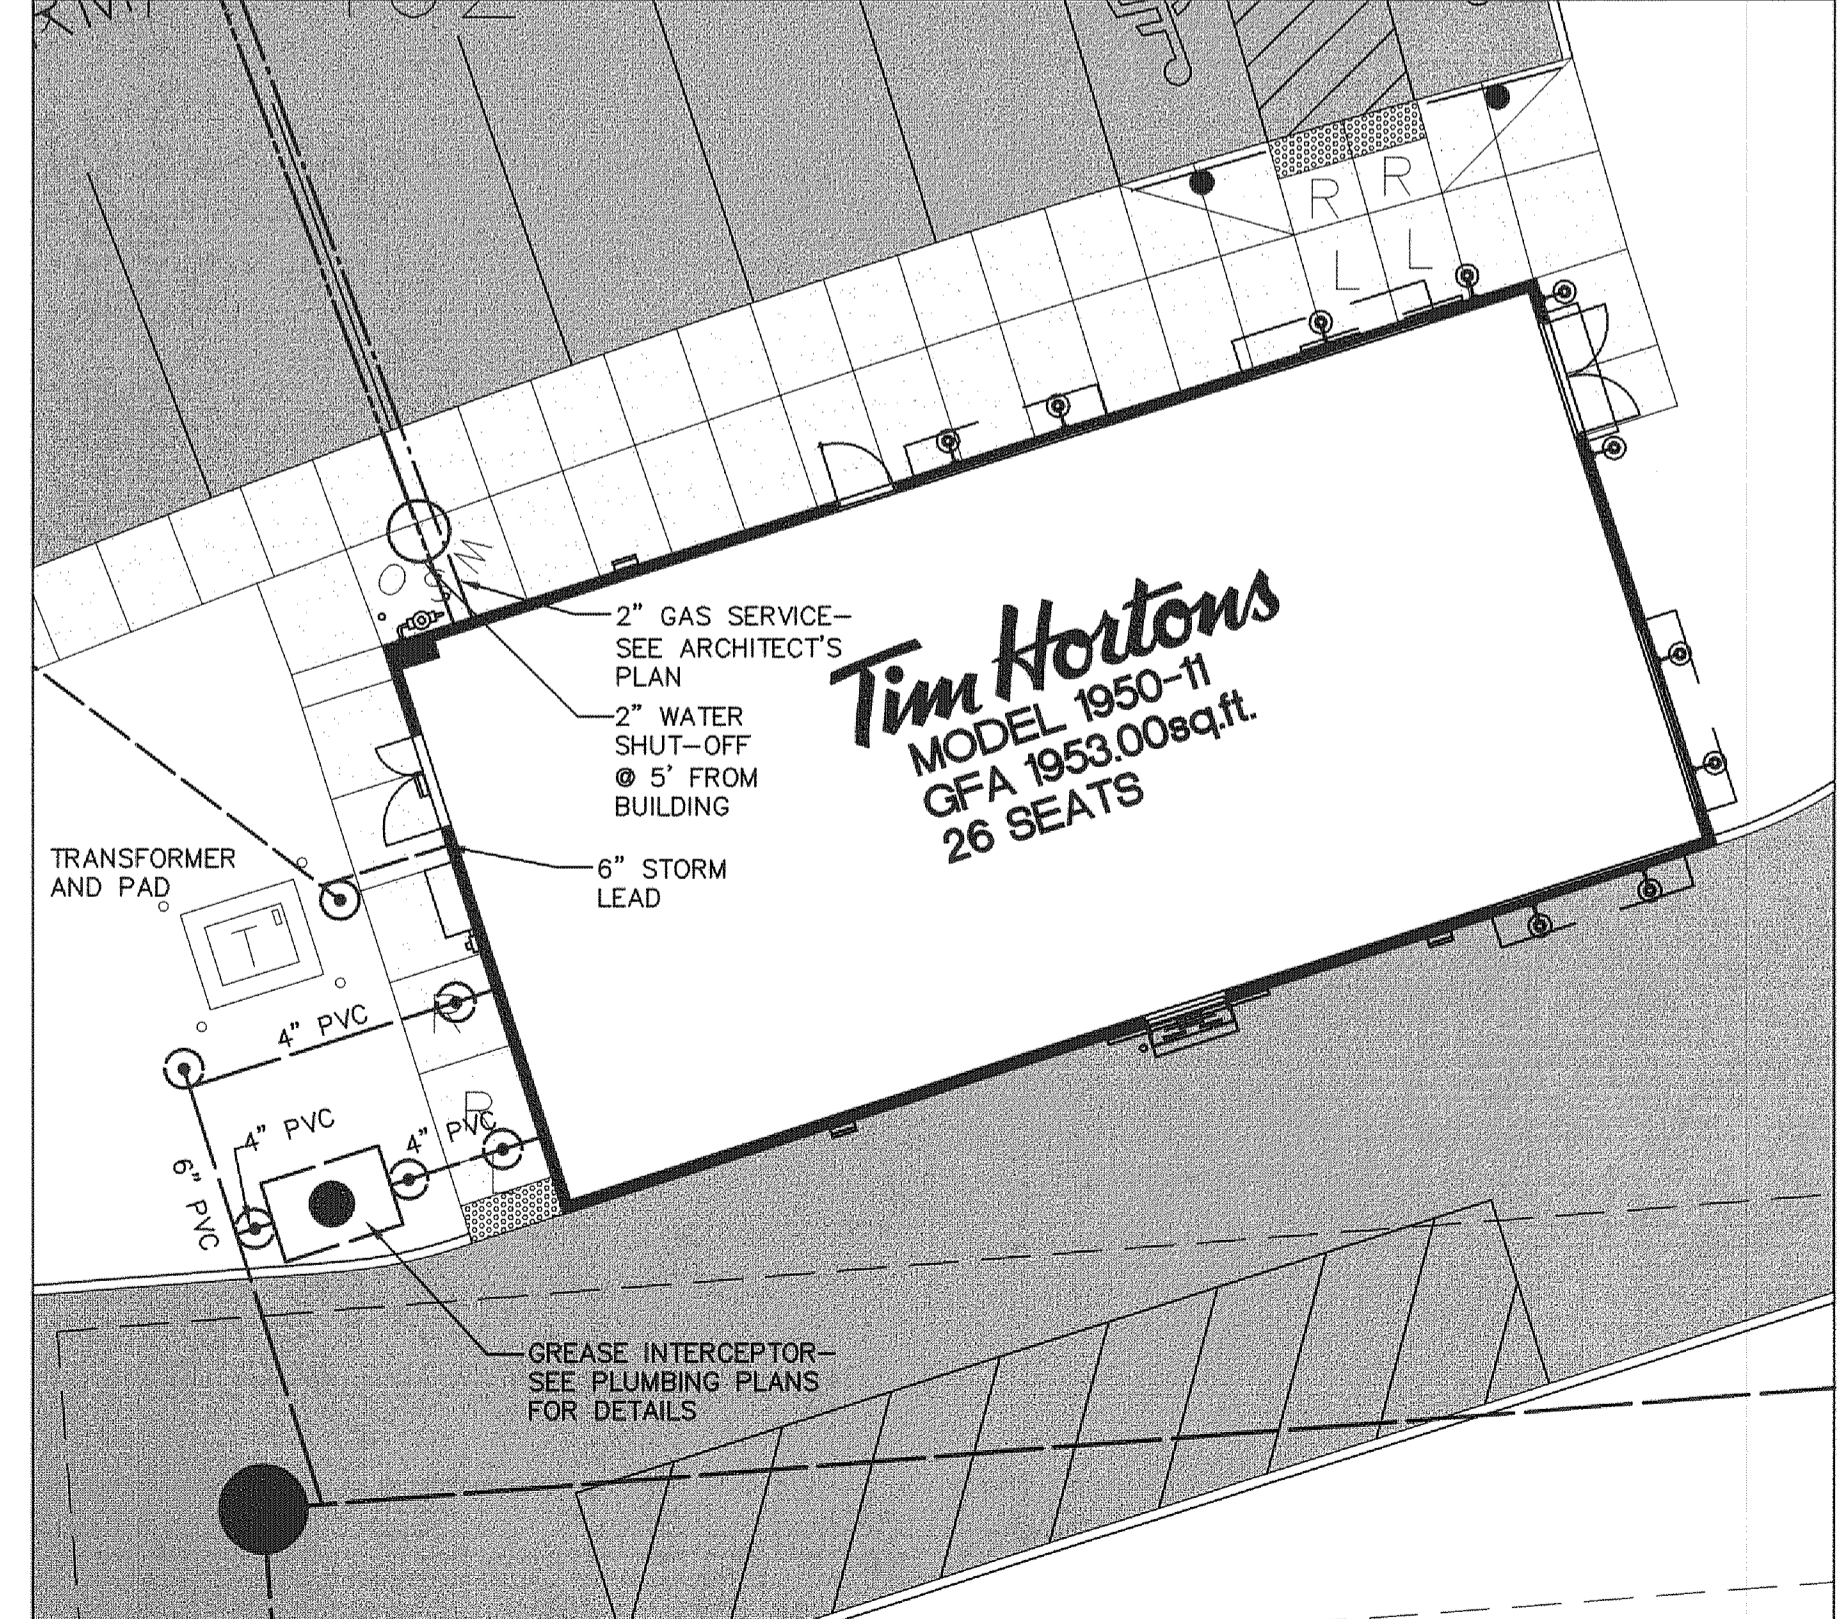 R R
L L
O S M
2” GAS SERVICE—
SEE ARCHITECT'S
PLAN
2” WATER
SHUT—OFF
@ 5’ FROM
BUILDING
Tim Hortons
MODEL 1950-11
GFA 1953.00sq.ft.
26 SEATS
6” STORM
LEAD
TRANSFORMER
AND PAD
T
4” PVC
R
4” PVC
4” PVC
R
6” PVC
GREASE INTERCEPTOR—
SEE PLUMBING PLANS
FOR DETAILS